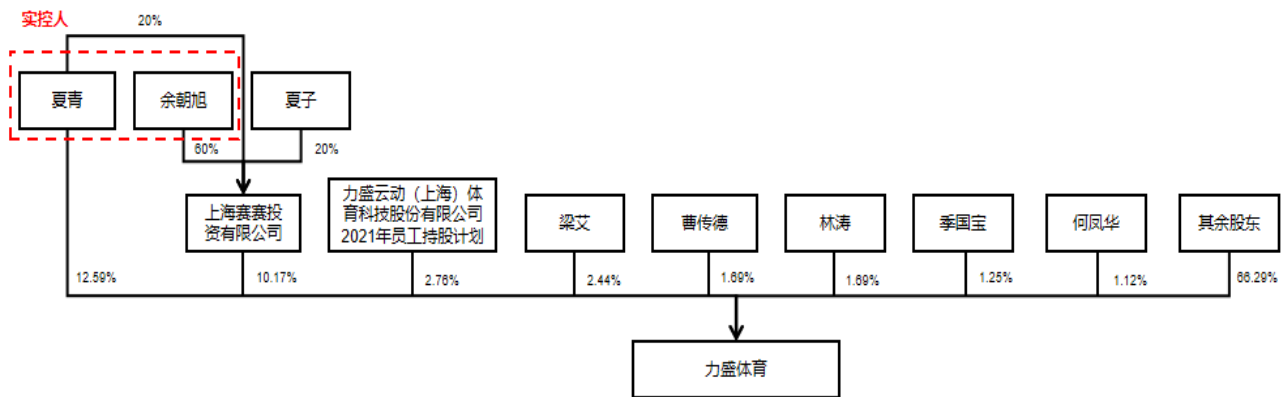 实控人
20%
夏青
余朝旭
夏子
60%
20%
上海赛赛投
资有限公司
力盛云动（上海）体
育科技股份有限公司
2021年员工持股计划
梁艾
曹传德
林涛
季国宝
何凤华
其余股东
12.59%
10.17%
2.76%
2.44%
1.69%
1.69%
1.25%
1.12%
66.29%
力盛体育